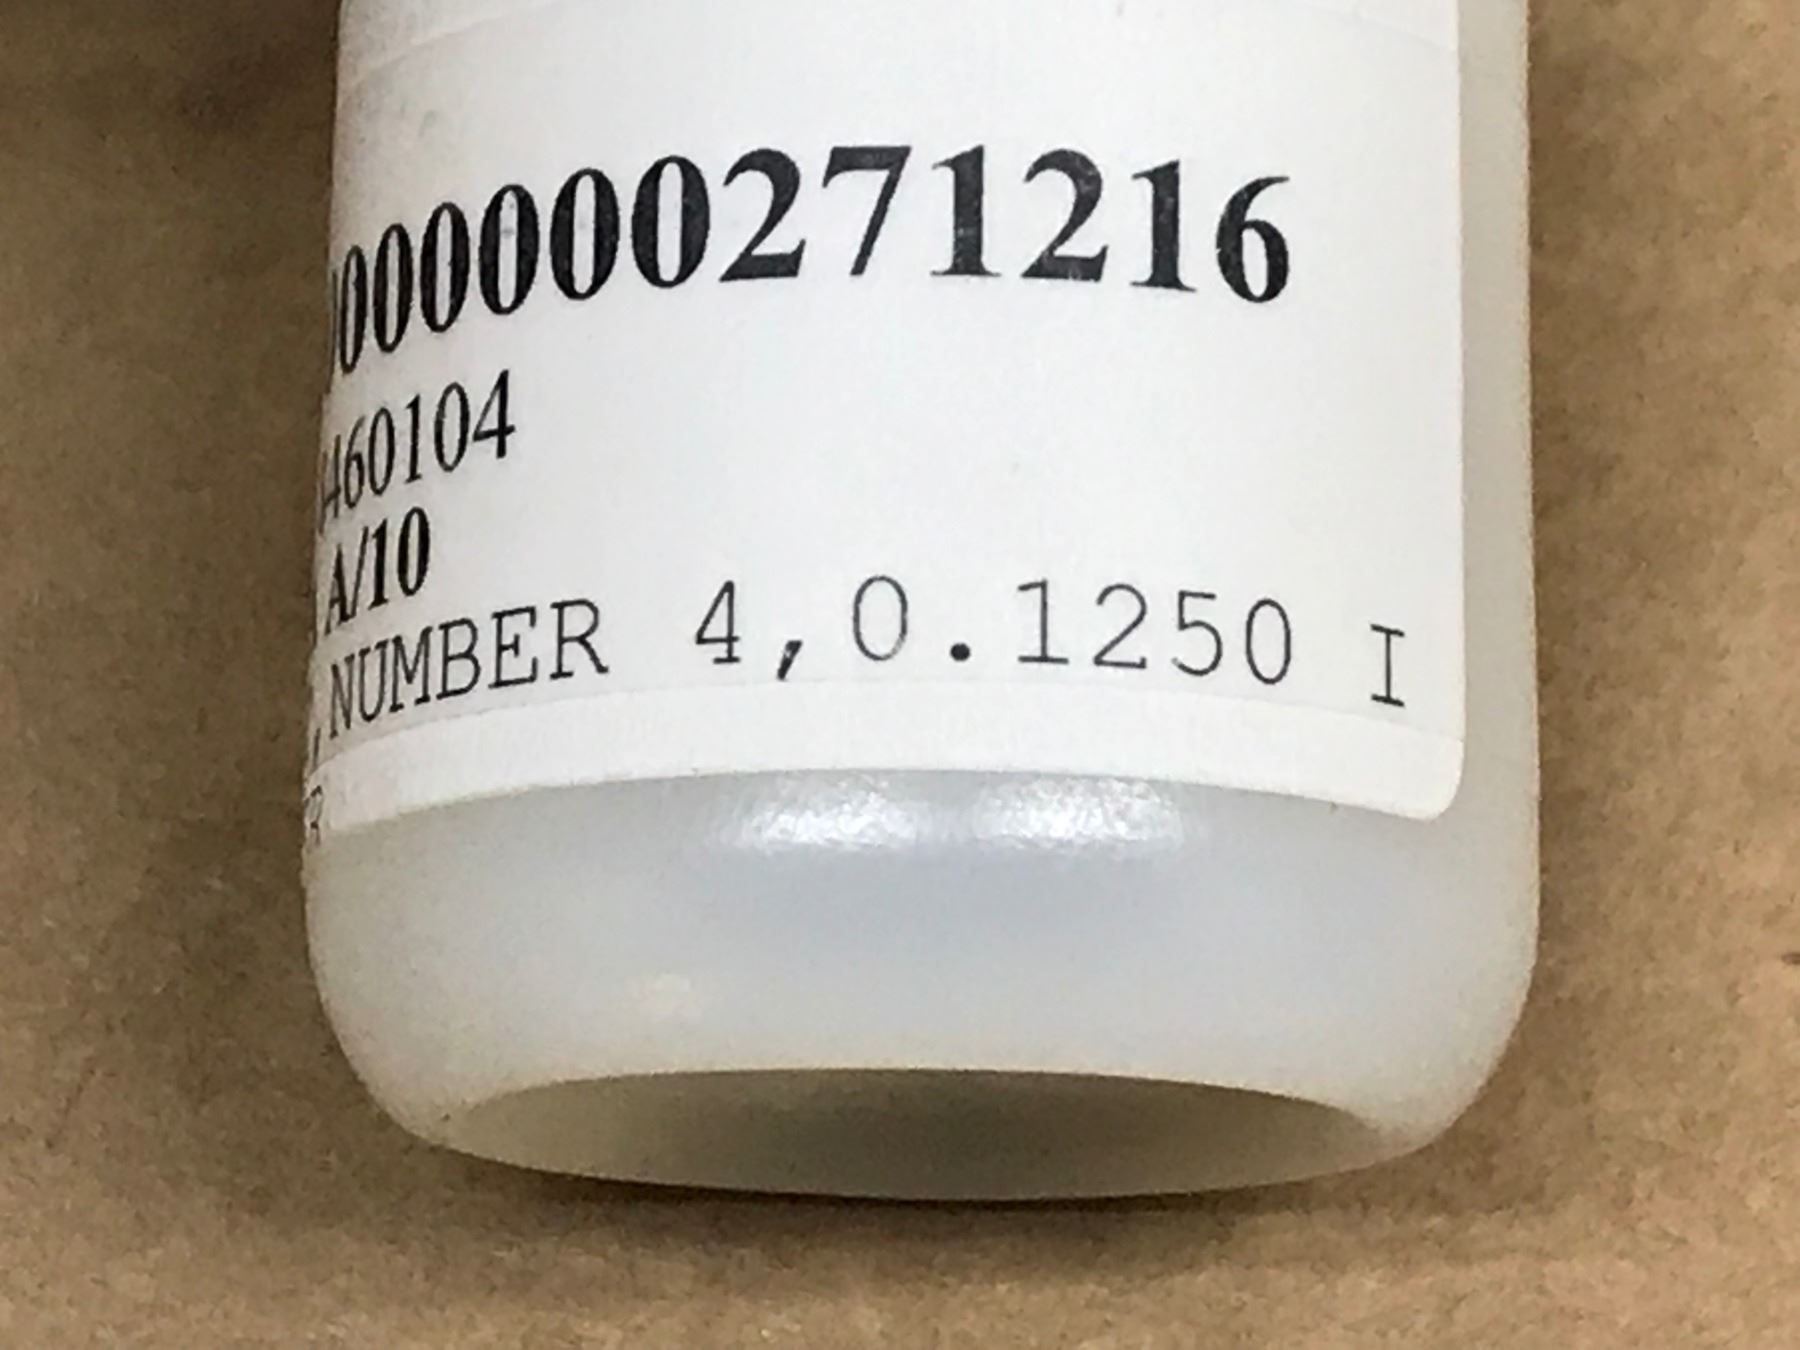 000000271216
460104
A/10
, NUMBER 4,0.1250 I